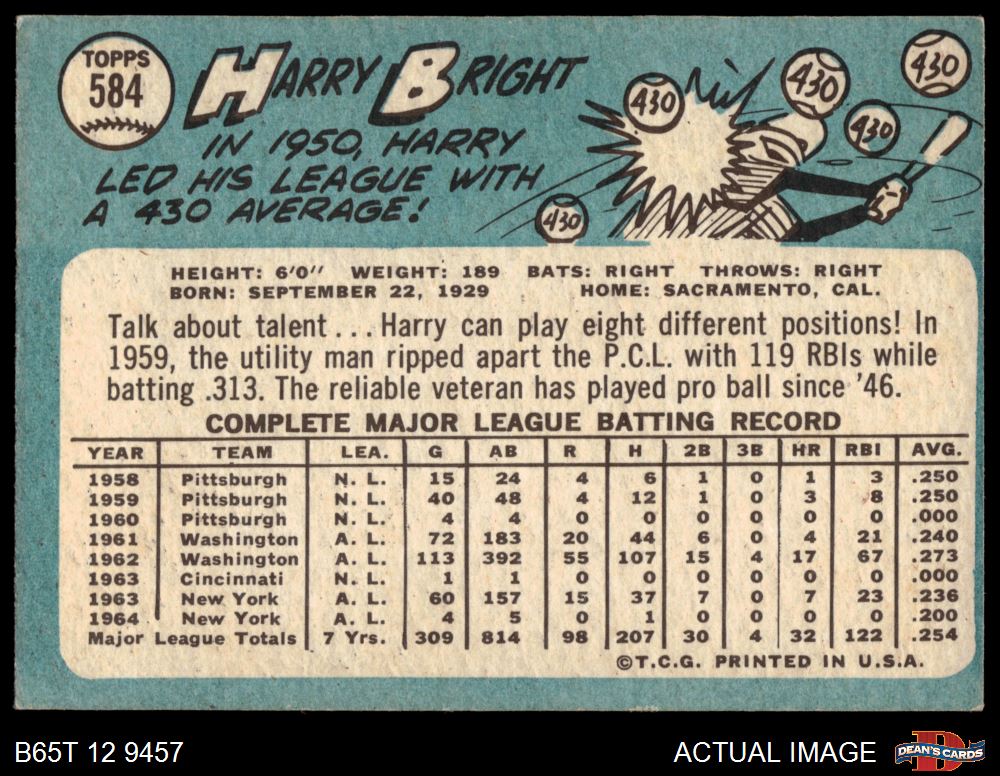 TOPPS
584
HARRY BRIGHT
IN 1950, HARRY
LED HIS LEAGUE WITH
A 430 AVERAGE!
430
430
430
430
430
HEIGHT: 6'0" WEIGHT: 189 BATS: RIGHT THROWS: RIGHT
BORN: SEPTEMBER 22, 1929 HOME: SACRAMENTO, CAL.
Talk about talent . . . Harry can play eight different positions! In
1959, the utility man ripped apart the P.C.L. with 119 RBIs while
batting .313. The reliable veteran has played pro ball since '46.
COMPLETE MAJOR LEAGUE BATTING RECORD
YEAR TEAM LEA. G AB R H 2B 3B HR RBI AVG.
1958 Pittsburgh N. L. 15 24 4 6 1 0 1 3 .250
1959 Pittsburgh N. L. 40 48 4 12 1 0 3 8 .250
1960 Pittsburgh N. L. 4 4 0 0 0 0 0 0 .000
1961 Washington A. L. 72 183 20 44 6 0 4 21 .240
1962 Washington A. L. 113 392 55 107 15 4 17 67 .273
1963 Cincinnati N. L. 1 1 0 0 0 0 0 0 .000
1963 New York A. L. 60 157 15 37 7 0 7 23 .236
1964 New York A. L. 4 5 0 1 0 0 0 0 .200
Major League Totals 7 Yrs. 309 814 98 207 30 4 32 122 .254
©T.C.G. PRINTED IN U.S.A.
B65T 12 9457
ACTUAL IMAGE
D
DEAN'S CARDS